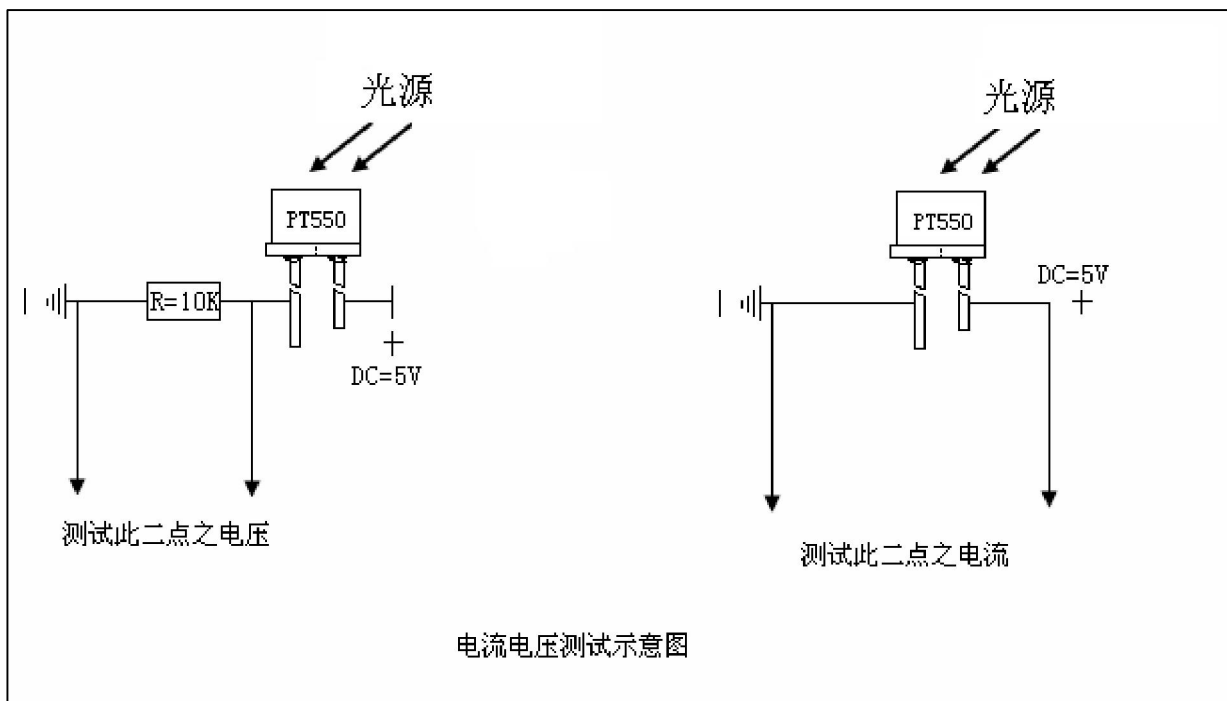 光源
PT550
R=10K
DC=5V
测试此二点之电压
光源
PT550
DC=5V
测试此二点之电流
电流电压测试示意图